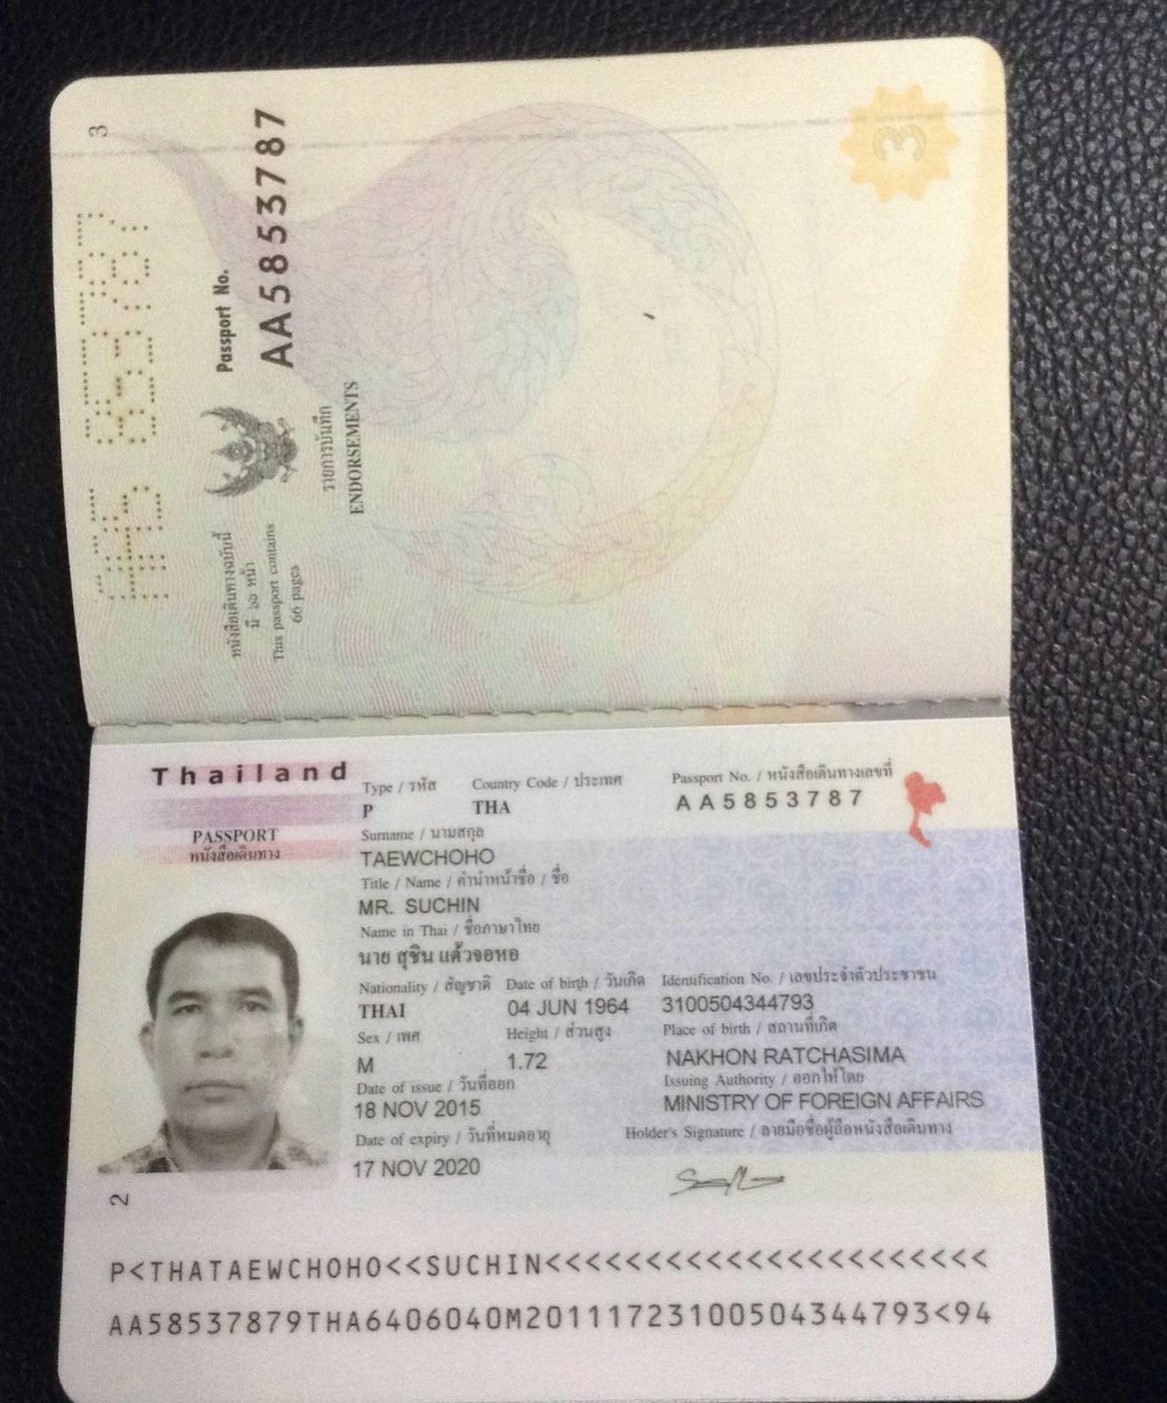 3
AA5853787
Passport No.
AA5853787
หนังสือเดินทางฉบับนี้
มี ๖๖ หน้า
This passport contains
66 pages
รายการบันทึก
ENDORSEMENTS
3
Thailand
PASSPORT
หนังสือเดินทาง
Type / รหัส Country Code / ประเทศ Passport No. / หนังสือเดินทางเลขที่
P THA AA5853787
Surname / นามสกุล
TAEWCHOHO
Title / Name / คำนำหน้าชื่อ / ชื่อ
MR. SUCHIN
Name in Thai / ชื่อภาษาไทย
นาย สุชิน แต้วจอหอ
Nationality / สัญชาติ Date of birth / วันเกิด Identification No. / เลขประจำตัวประชาชน
THAI 04 JUN 1964 3100504344793
Sex / เพศ Height / ส่วนสูง Place of birth / สถานที่เกิด
M 1.72 NAKHON RATCHASIMA
Date of issue / วันที่ออก Issuing Authority / ออกให้โดย
18 NOV 2015 MINISTRY OF FOREIGN AFFAIRS
Date of expiry / วันที่หมดอายุ Holder's Signature / ลายมือชื่อผู้ถือหนังสือเดินทาง
17 NOV 2020
2
P<THATAEWCHOHO<<SUCHIN<<<<<<<<<<<<<<<<<<<<<<
AA58537879THA6406040M20111723100504344793<94